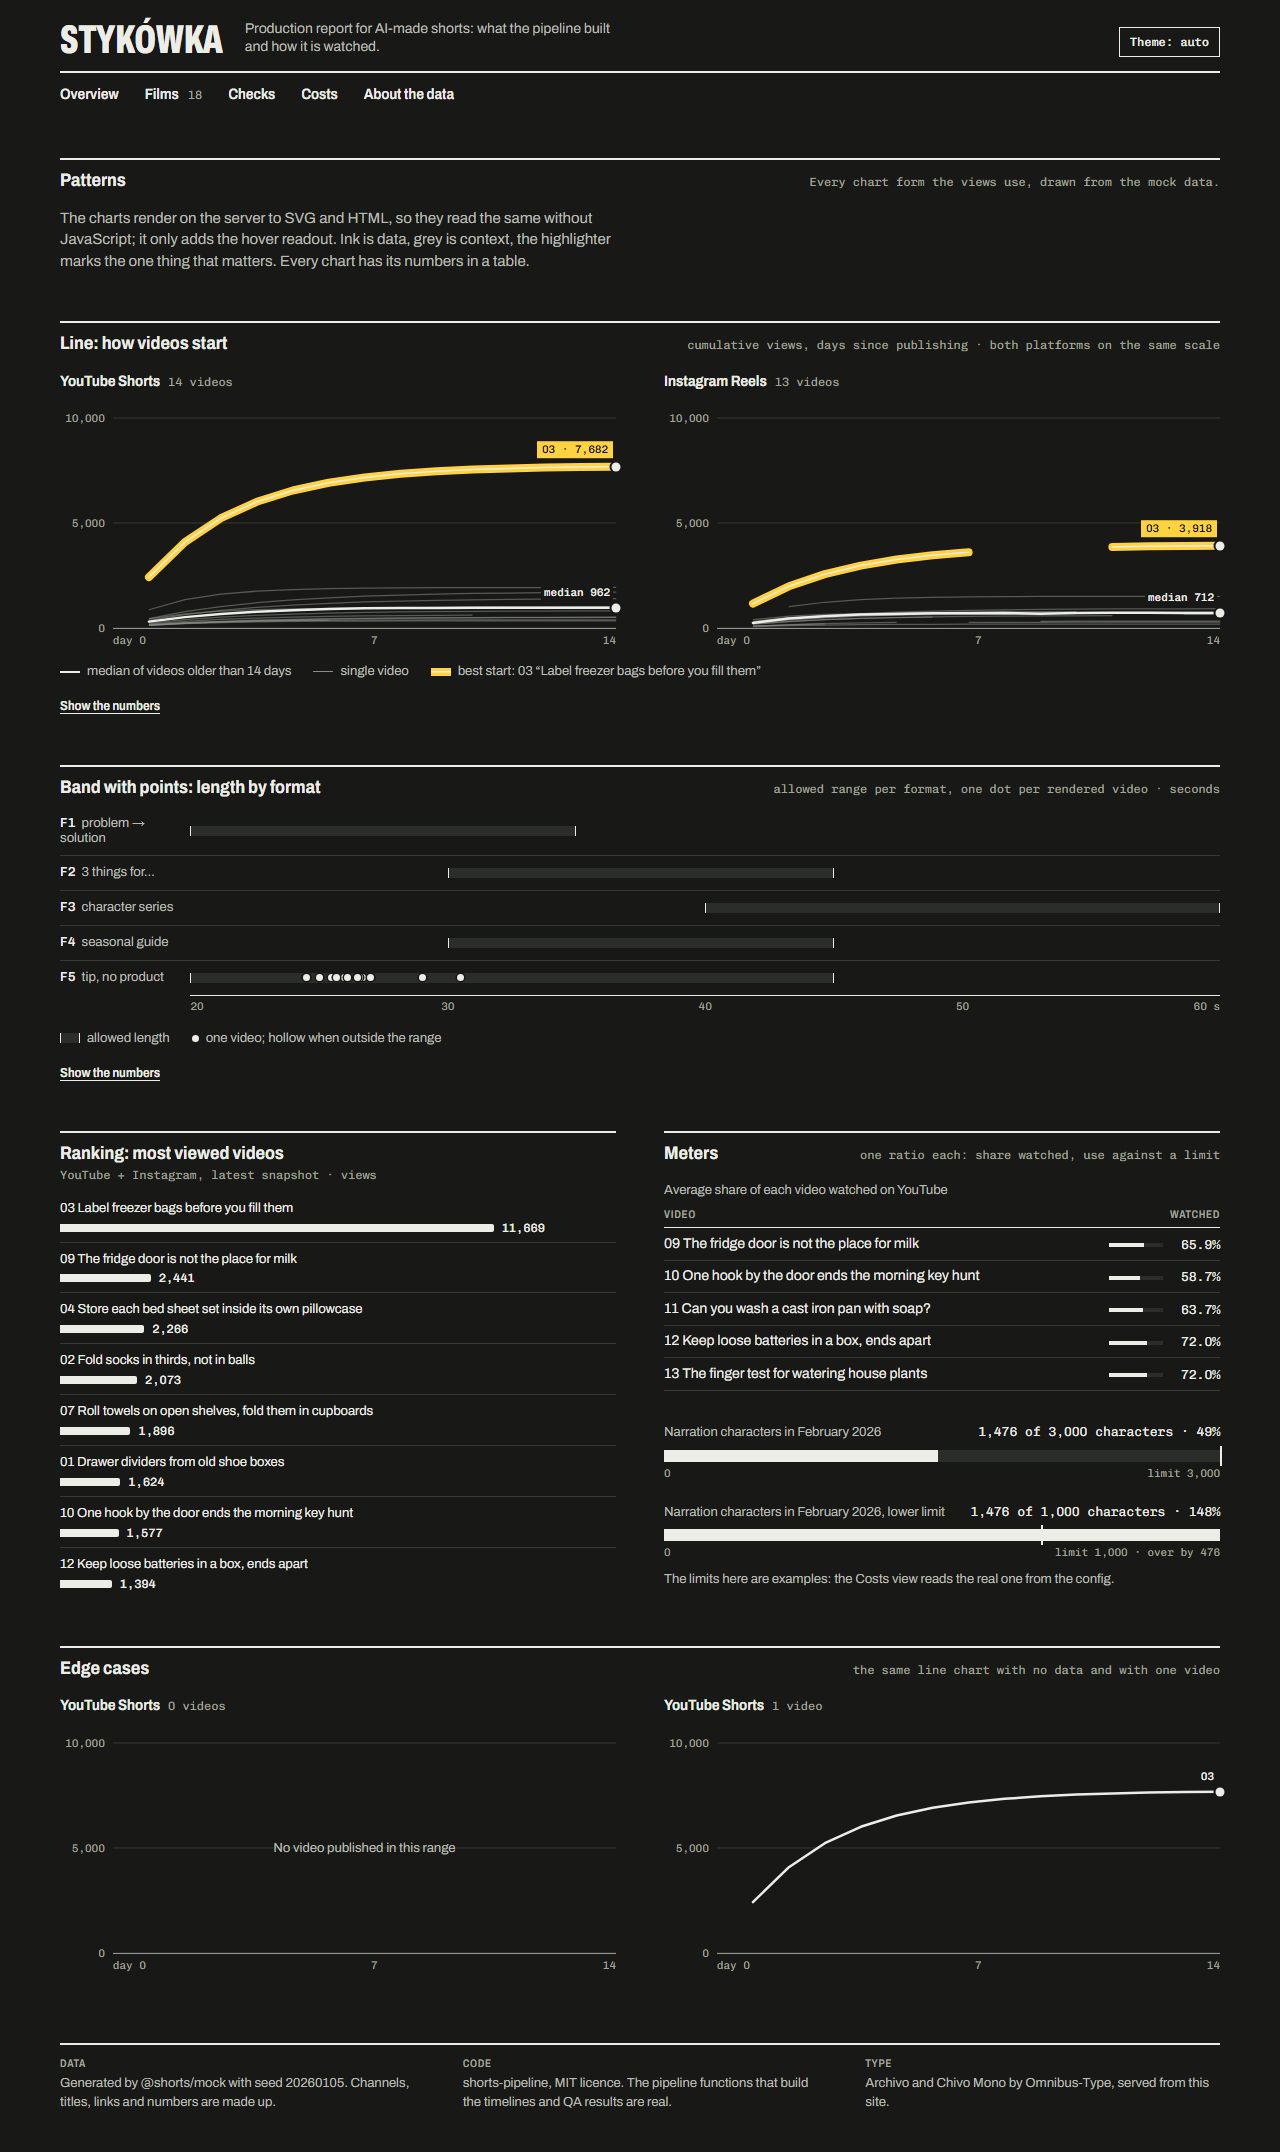 STYKÓWKA
Production report for AI-made shorts: what the pipeline built
and how it is watched.
Theme: auto
Overview Films 18 Checks Costs About the data
Patterns
Every chart form the views use, drawn from the mock data.
The charts render on the server to SVG and HTML, so they read the same without
JavaScript; it only adds the hover readout. Ink is data, grey is context, the highlighter
marks the one thing that matters. Every chart has its numbers in a table.
Line: how videos start
cumulative views, days since publishing · both platforms on the same scale
YouTube Shorts 14 videos
10,000
03 · 7,682
5,000
median 962
0
day 0 7 14
Instagram Reels 13 videos
10,000
5,000
03 · 3,918
median 712
0
day 0 7 14
median of videos older than 14 days single video best start: 03 “Label freezer bags before you fill them”
Show the numbers
Band with points: length by format
allowed range per format, one dot per rendered video · seconds
F1 problem →
solution
F2 3 things for…
F3 character series
F4 seasonal guide
F5 tip, no product
20 30 40 50 60 s
allowed length one video; hollow when outside the range
Show the numbers
Ranking: most viewed videos
YouTube + Instagram, latest snapshot · views
03 Label freezer bags before you fill them
11,669
09 The fridge door is not the place for milk
2,441
04 Store each bed sheet set inside its own pillowcase
2,266
02 Fold socks in thirds, not in balls
2,073
07 Roll towels on open shelves, fold them in cupboards
1,896
01 Drawer dividers from old shoe boxes
1,624
10 One hook by the door ends the morning key hunt
1,577
12 Keep loose batteries in a box, ends apart
1,394
Meters
one ratio each: share watched, use against a limit
Average share of each video watched on YouTube
VIDEO WATCHED
09 The fridge door is not the place for milk 65.9%
10 One hook by the door ends the morning key hunt 58.7%
11 Can you wash a cast iron pan with soap? 63.7%
12 Keep loose batteries in a box, ends apart 72.0%
13 The finger test for watering house plants 72.0%
Narration characters in February 2026 1,476 of 3,000 characters · 49%
0 limit 3,000
Narration characters in February 2026, lower limit 1,476 of 1,000 characters · 148%
0 limit 1,000 · over by 476
The limits here are examples: the Costs view reads the real one from the config.
Edge cases
the same line chart with no data and with one video
YouTube Shorts 0 videos
10,000
5,000
No video published in this range
0
day 0 7 14
YouTube Shorts 1 video
10,000
03
5,000
0
day 0 7 14
DATA
Generated by @shorts/mock with seed 20260105. Channels,
titles, links and numbers are made up.
CODE
shorts-pipeline, MIT licence. The pipeline functions that build
the timelines and QA results are real.
TYPE
Archivo and Chivo Mono by Omnibus-Type, served from this
site.